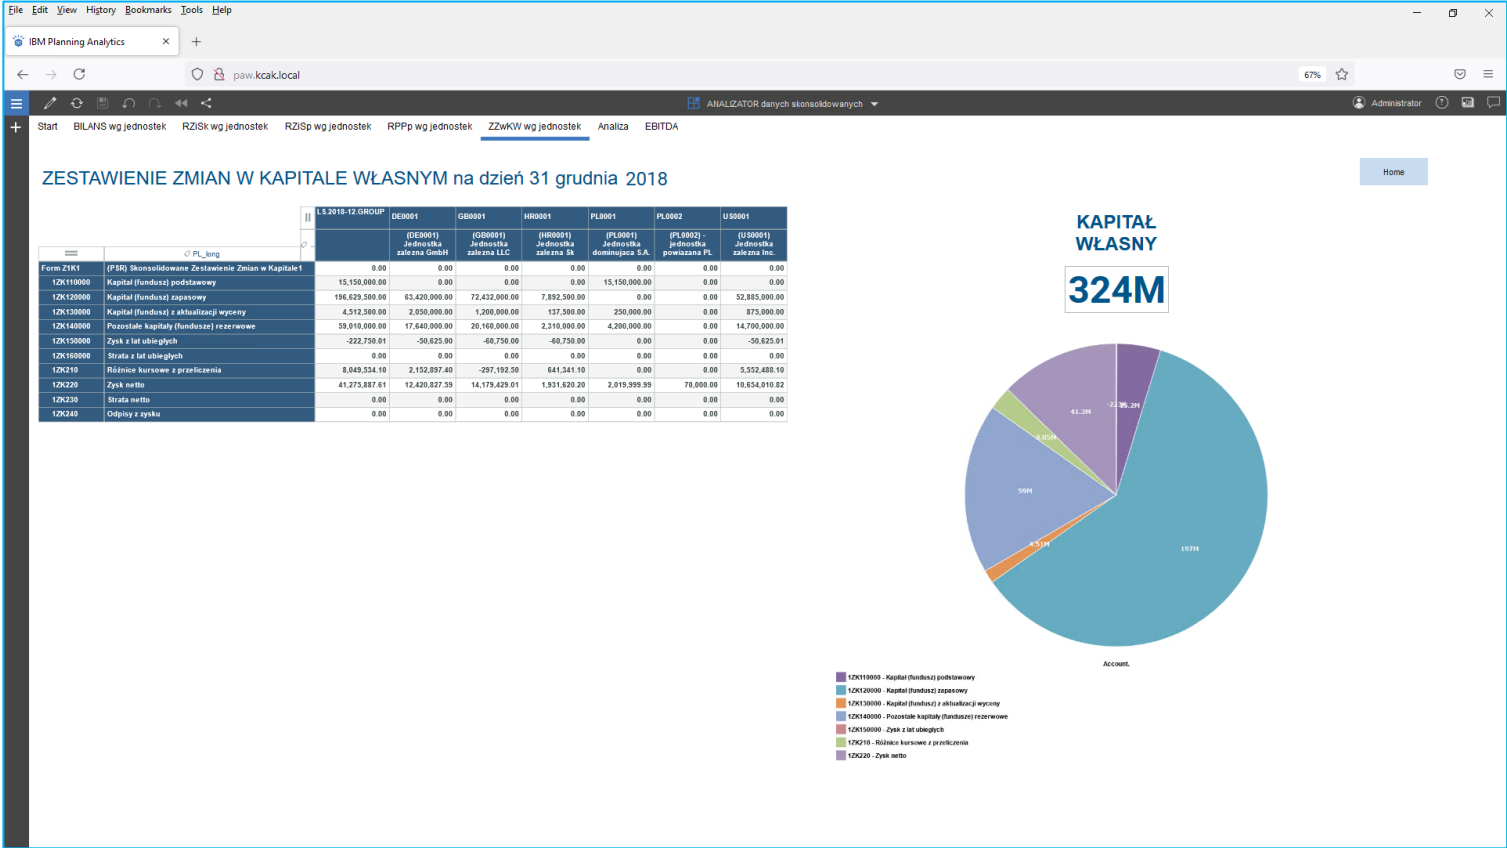 File Edit View History Bookmarks Tools Help
IBM Planning Analytics
paw.kcak.local
67%
ANALIZATOR danych skonsolidowanych
Administrator
Start BILANS wg jednostek RZiSk wg jednostek RZiSp wg jednostek RPPp wg jednostek ZZwKW wg jednostek Analiza EBITDA
ZESTAWIENIE ZMIAN W KAPITALE WŁASNYM na dzień 31 grudnia 2018
Home
LS.2018-12.GROUP DE0001 GB0001 HR0001 PL0001 PL0002 US0001
PL_long
(DE0001) Jednostka zalezna GmbH (GB0001) Jednostka zalezna LLC (HR0001) Jednostka zalezna Sk (PL0001) Jednostka dominujaca S.A. (PL0002) - jednostka powiazana PL (US0001) Jednostka zalezna Inc.
Form Z1K1 (PSR) Skonsolidowane Zestawienie Zmian w Kapitale1 0.00 0.00 0.00 0.00 0.00 0.00 0.00
1ZK110000 Kapitał (fundusz) podstawowy 15,150,000.00 0.00 0.00 0.00 15,150,000.00 0.00 0.00
1ZK120000 Kapitał (fundusz) zapasowy 196,629,500.00 63,420,000.00 72,432,000.00 7,892,500.00 0.00 0.00 52,885,000.00
1ZK130000 Kapitał (fundusz) z aktualizacji wyceny 4,512,500.00 2,050,000.00 1,200,000.00 137,500.00 250,000.00 0.00 875,000.00
1ZK140000 Pozostałe kapitały (fundusze) rezerwowe 59,010,000.00 17,640,000.00 20,160,000.00 2,310,000.00 4,200,000.00 0.00 14,700,000.00
1ZK150000 Zysk z lat ubiegłych -222,750.01 -50,625.00 -60,750.00 -60,750.00 0.00 0.00 -50,625.01
1ZK160000 Strata z lat ubiegłych 0.00 0.00 0.00 0.00 0.00 0.00 0.00
1ZK210 Różnice kursowe z przeliczenia 8,049,534.10 2,152,897.40 -297,192.50 641,341.10 0.00 0.00 5,552,488.10
1ZK220 Zysk netto 41,275,887.61 12,420,827.59 14,179,429.01 1,931,620.20 2,019,999.99 70,000.00 10,654,010.82
1ZK230 Strata netto 0.00 0.00 0.00 0.00 0.00 0.00 0.00
1ZK240 Odpisy z zysku 0.00 0.00 0.00 0.00 0.00 0.00 0.00
KAPITAŁ
WŁASNY
324M
41.3M
8.05M
59M
4.51M
197M
Account.
1ZK110000 - Kapitał (fundusz) podstawowy
1ZK120000 - Kapitał (fundusz) zapasowy
1ZK130000 - Kapitał (fundusz) z aktualizacji wyceny
1ZK140000 - Pozostałe kapitały (fundusze) rezerwowe
1ZK150000 - Zysk z lat ubiegłych
1ZK210 - Różnice kursowe z przeliczenia
1ZK220 - Zysk netto